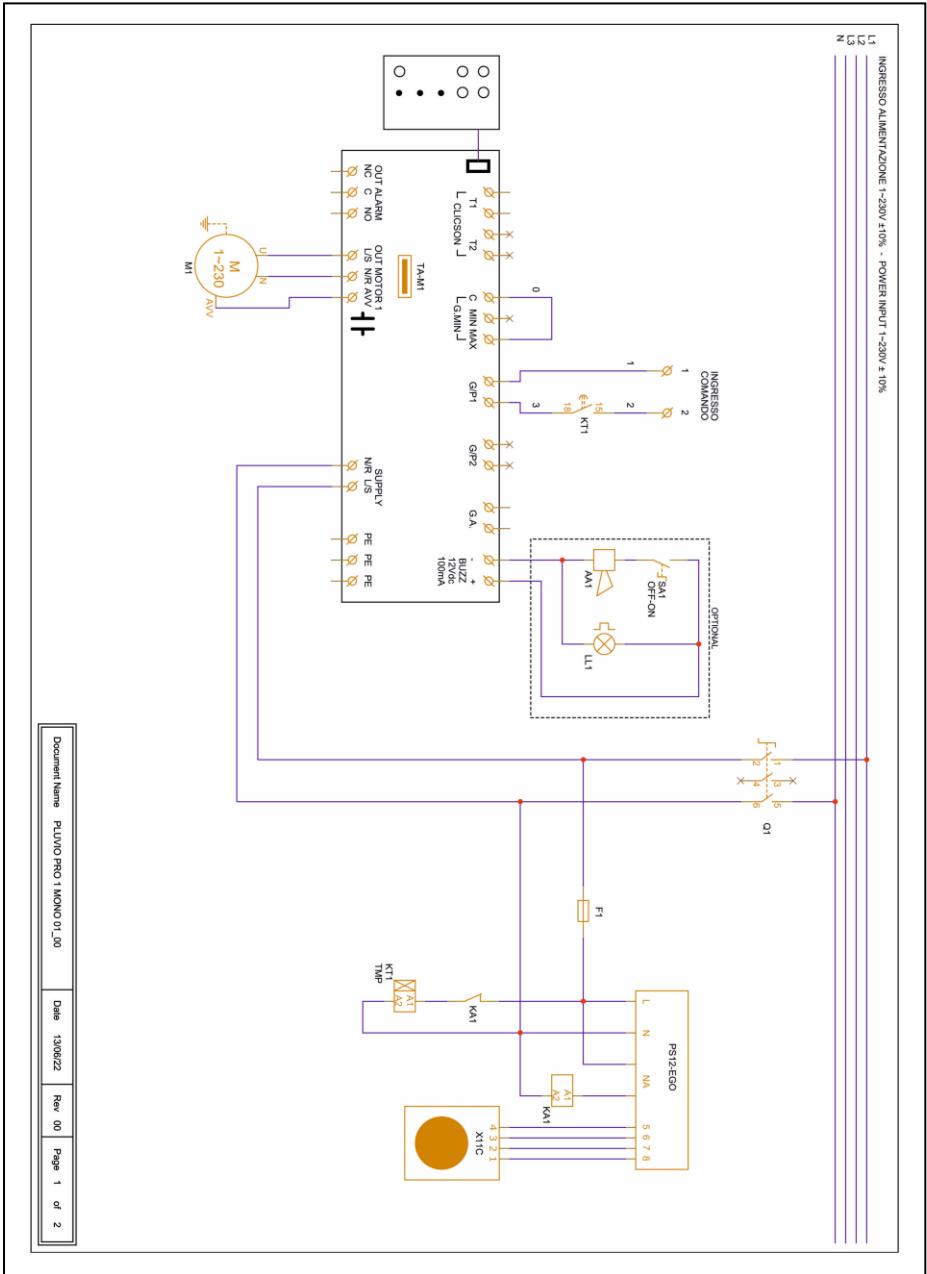 L1
L2
L3
N
INGRESSO ALIMENTAZIONE 1~230V ±10% - POWER INPUT 1~230V ± 10%
INGRESSO
COMANDO
1
2
1
2
15
18
KT1
3
0
OPTIONAL
SA1
OFF-ON
AA1
LL1
T1
T2
CLICSON
C
MIN
MAX
G.MIN
G/P1
G/P2
G.A.
-
+
BUZZ
12Vdc
100mA
TA-M1
OUT ALARM
NC
C
NO
OUT MOTOR 1
L/S
N/R
AVV
SUPPLY
N/R
L/S
PE
PE
PE
U
N
AVV
M
1~230
M1
Q1
1
2
3
4
5
6
F1
PS12-EGO
L
N
NA
5
6
7
8
KA1
KT1
TMP
A1
A2
A1
A2
KA1
X11C
4
3
2
1
Document Name PLUVIO PRO 1 MONO 01_00
Date 13/06/22
Rev 00
Page 1 of 2